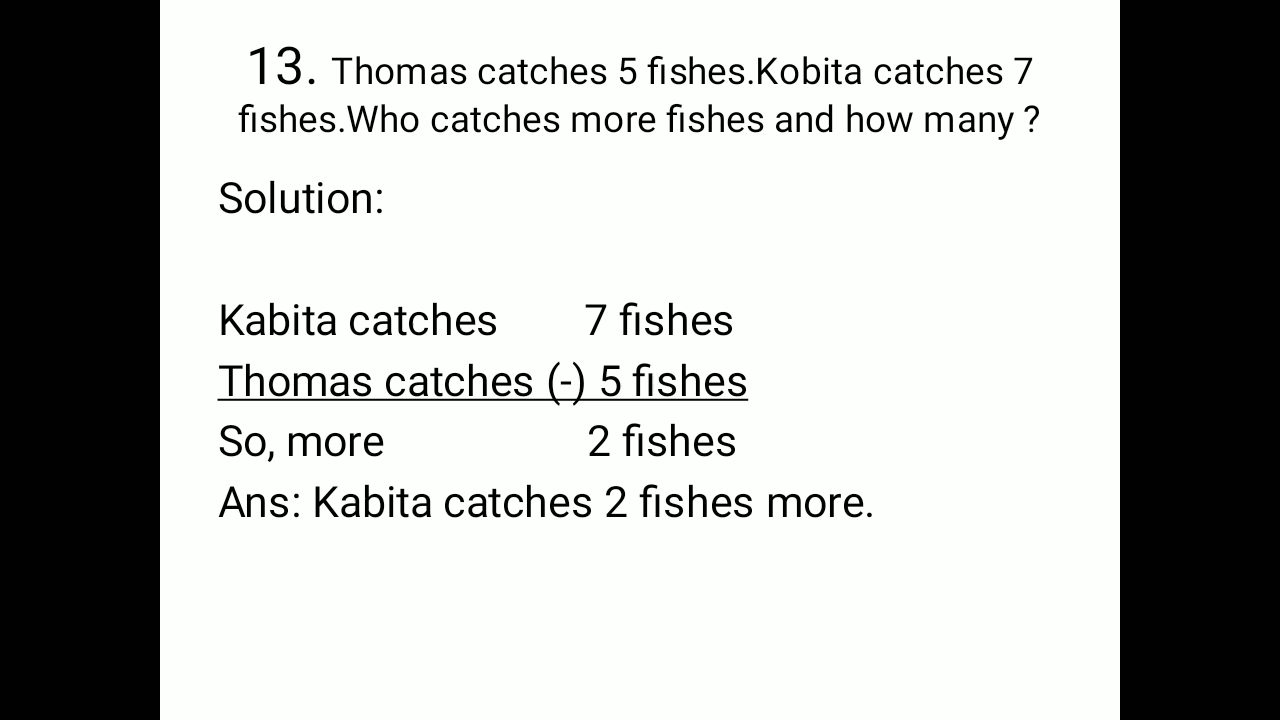 13. Thomas catches 5 fishes.Kobita catches 7
fishes.Who catches more fishes and how many ?
Solution:
Kabita catches 7 fishes
Thomas catches (-) 5 fishes
So, more 2 fishes
Ans: Kabita catches 2 fishes more.